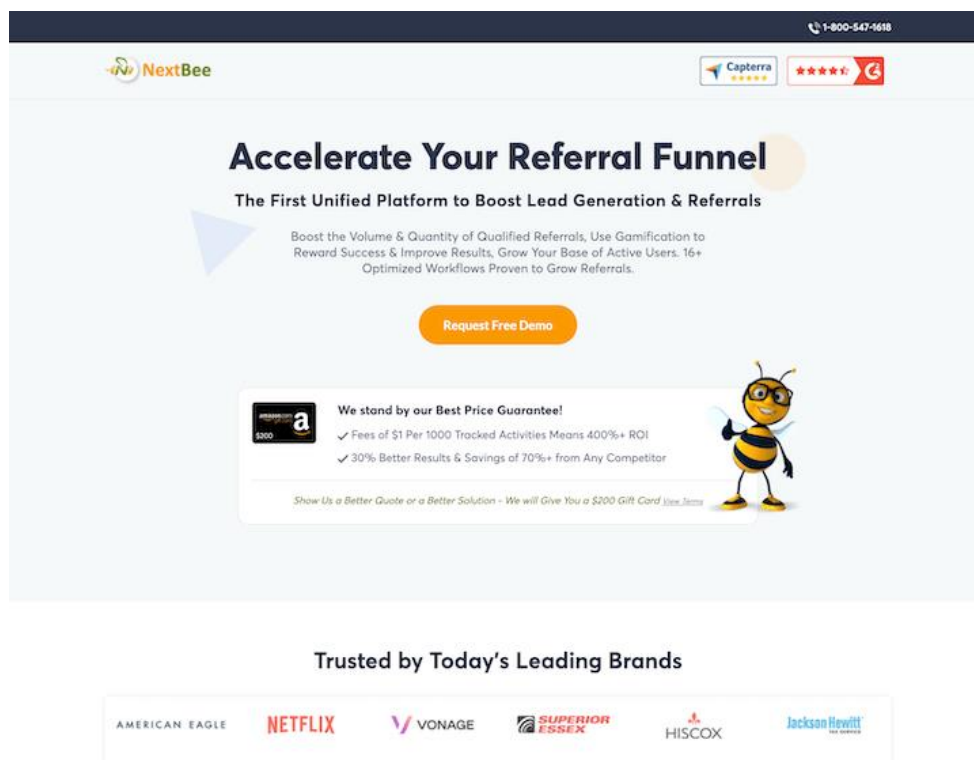 1-800-547-1618
NextBee
Capterra
Accelerate Your Referral Funnel
The First Unified Platform to Boost Lead Generation & Referrals
Boost the Volume & Quantity of Qualified Referrals, Use Gamification to
Reward Success & Improve Results, Grow Your Base of Active Users. 16+
Optimized Workflows Proven to Grow Referrals.
Request Free Demo
amazon.com
a
$200
We stand by our Best Price Guarantee!
Fees of $1 Per 1000 Tracked Activities Means 400%+ ROI
30% Better Results & Savings of 70%+ from Any Competitor
Show Us a Better Quote or a Better Solution - We will Give You a $200 Gift Card View Terms
Trusted by Today's Leading Brands
AMERICAN EAGLE NETFLIX VONAGE SUPERIOR ESSEX HISCOX Jackson Hewitt
TAX SERVICE